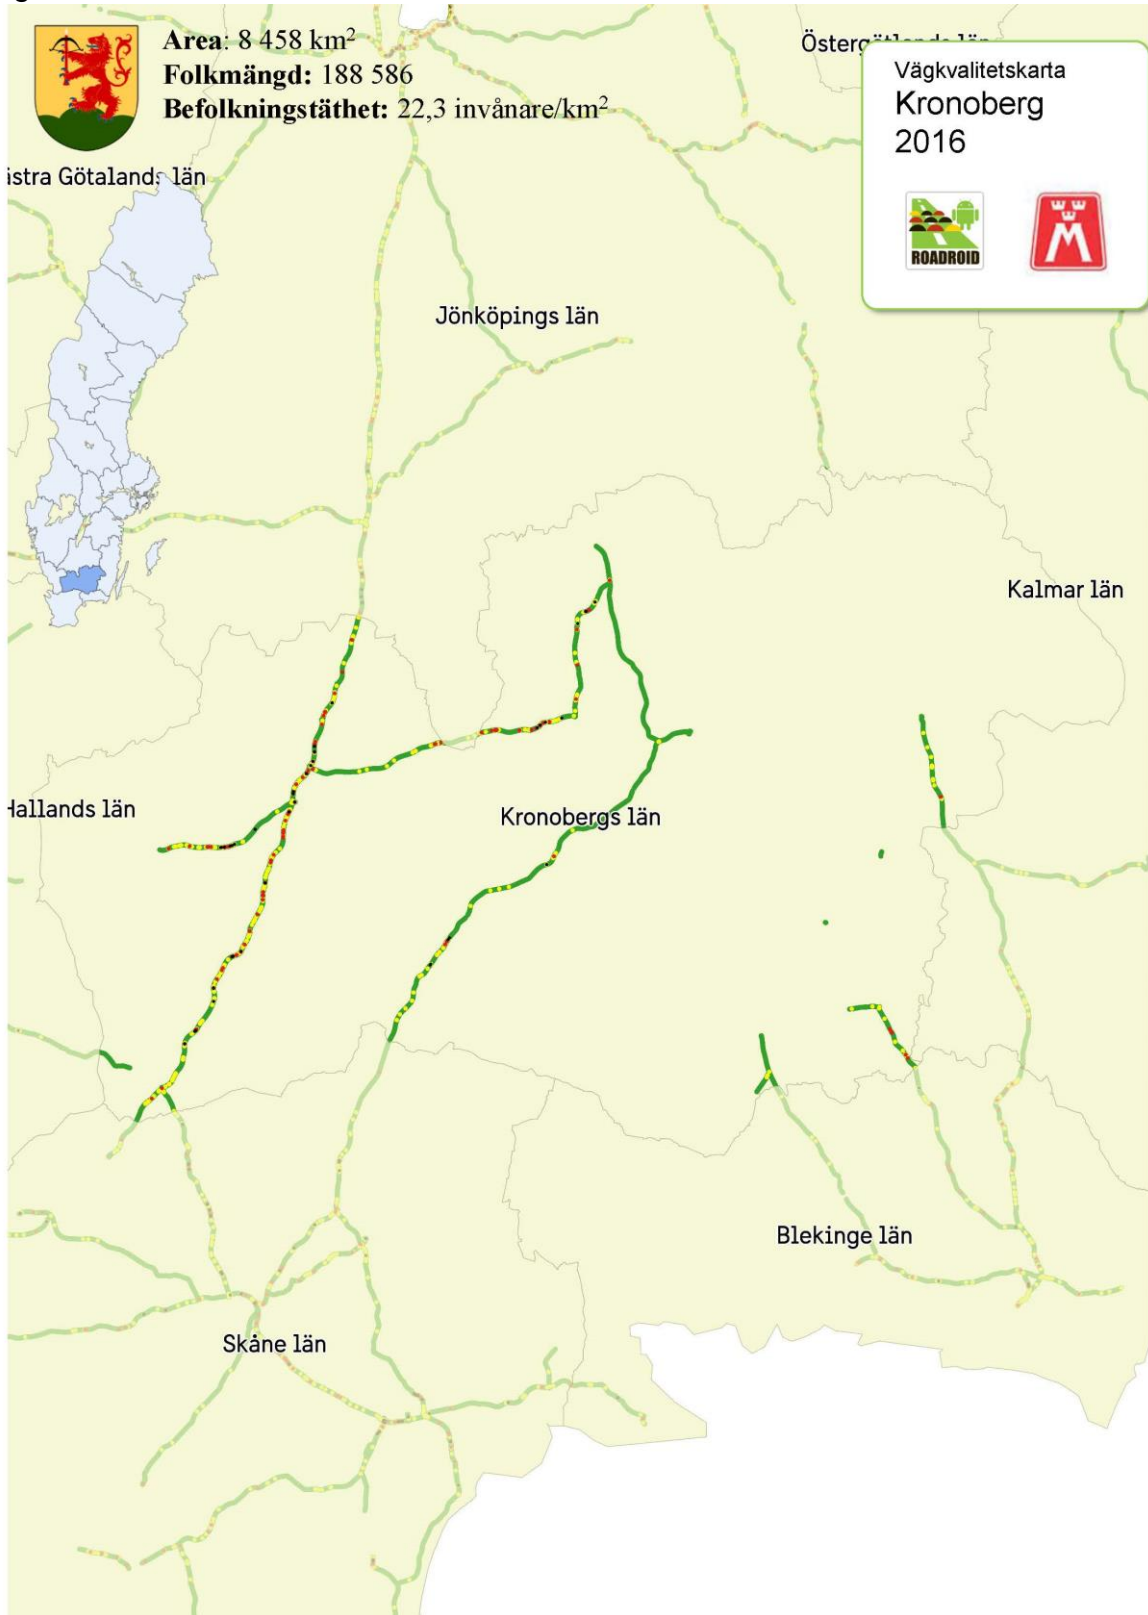 Area: 8 458 km²
Folkmängd: 188 586
Befolkningstäthet: 22,3 invånare/km²
Vägkvalitetskarta
Kronoberg
2016
ROADROID
M
Götalands län
Jönköpings län
Kalmar län
Hallands län
Kronobergs län
Blekinge län
Skåne län